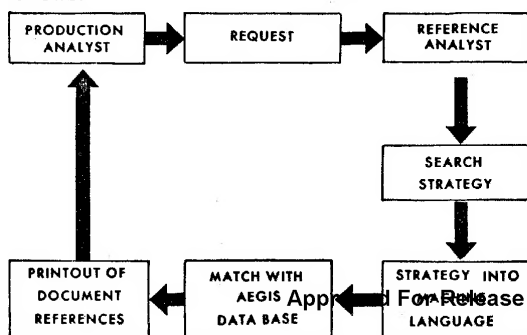 PRODUCTION
ANALYST
REQUEST
REFERENCE
ANALYST
SEARCH
STRATEGY
STRATEGY INTO
MACHINE
LANGUAGE
MATCH WITH
AEGIS
DATA BASE
PRINTOUT OF
DOCUMENT
REFERENCES
Approved For Release